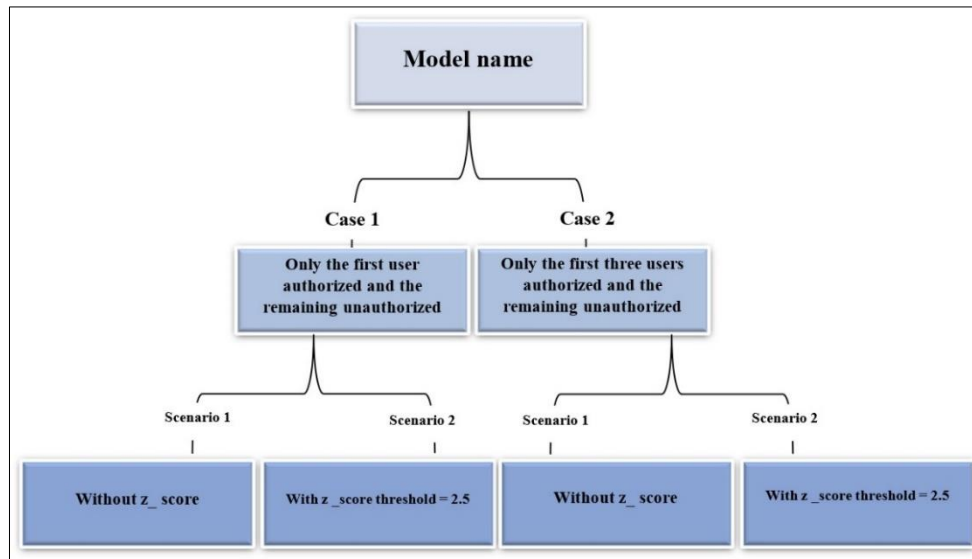 Model name
Case 1
Case 2
Only the first user
authorized and the
remaining unauthorized
Only the first three users
authorized and the
remaining unauthorized
Scenario 1
Scenario 2
Scenario 1
Scenario 2
Without z_ score
With z _score threshold = 2.5
Without z_ score
With z _score threshold = 2.5